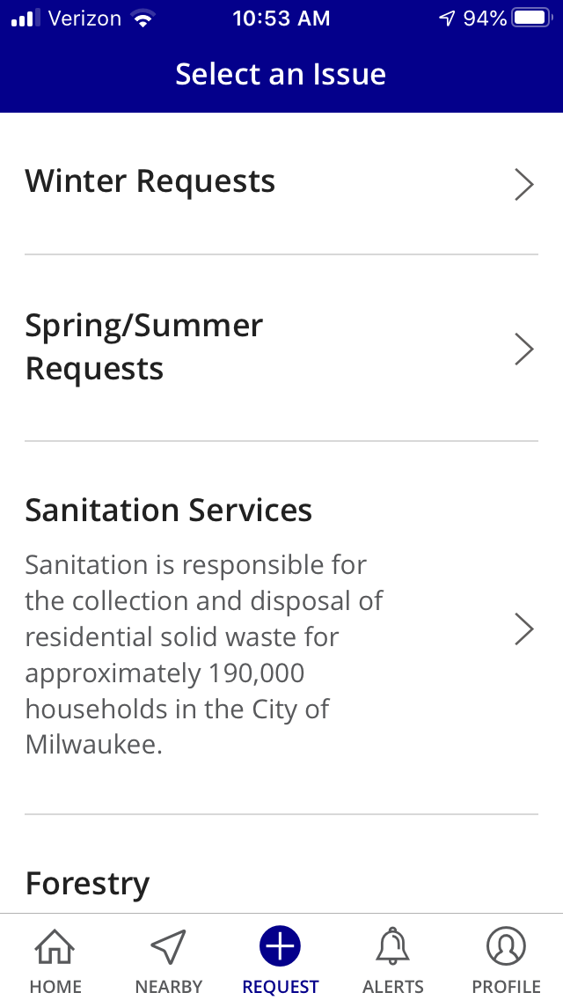 Verizon 10:53 AM 94%
Select an Issue
Winter Requests
Spring/Summer
Requests
Sanitation Services
Sanitation is responsible for
the collection and disposal of
residential solid waste for
approximately 190,000
households in the City of
Milwaukee.
Forestry
HOME NEARBY REQUEST ALERTS PROFILE